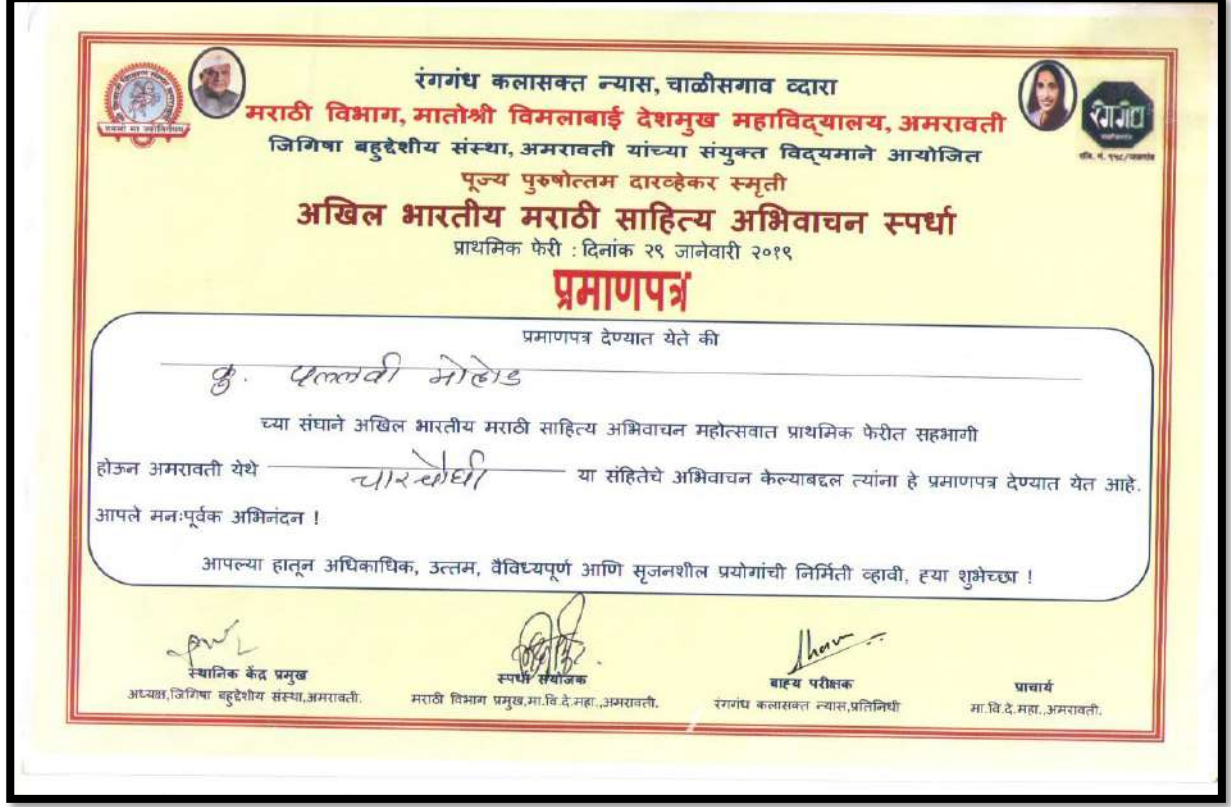 रंगगंध कलासक्त न्यास, चाळीसगाव व्दारा
मराठी विभाग, मातोश्री विमलाबाई देशमुख महाविद्यालय, अमरावती
जिगिषा बहुद्देशीय संस्था, अमरावती यांच्या संयुक्त विद्यमाने आयोजित
पूज्य पुरुषोत्तम दारव्हेकर स्मृती
अखिल भारतीय मराठी साहित्य अभिवाचन स्पर्धा
प्राथमिक फेरी : दिनांक २९ जानेवारी २०१९
प्रमाणपत्र
रंगगंध
प्रमाणपत्र देण्यात येते की
कु. पल्लवी मोहोड
च्या संघाने अखिल भारतीय मराठी साहित्य अभिवाचन महोत्सवात प्राथमिक फेरीत सहभागी
होऊन अमरावती येथे चारचौघी या संहितेचे अभिवाचन केल्याबद्दल त्यांना हे प्रमाणपत्र देण्यात येत आहे.
आपले मनःपूर्वक अभिनंदन !
आपल्या हातून अधिकाधिक, उत्तम, वैविध्यपूर्ण आणि सृजनशील प्रयोगांची निर्मिती व्हावी, ह्या शुभेच्छा !
स्थानिक केंद्र प्रमुख
अध्यक्ष,जिगिषा बहुद्देशीय संस्था,अमरावती.
स्पर्धा संयोजक
मराठी विभाग प्रमुख,मा.वि.दे.महा.,अमरावती.
बाह्य परीक्षक
रंगगंध कलासक्त न्यास,प्रतिनिधी
प्राचार्य
मा.वि.दे.महा.,अमरावती.